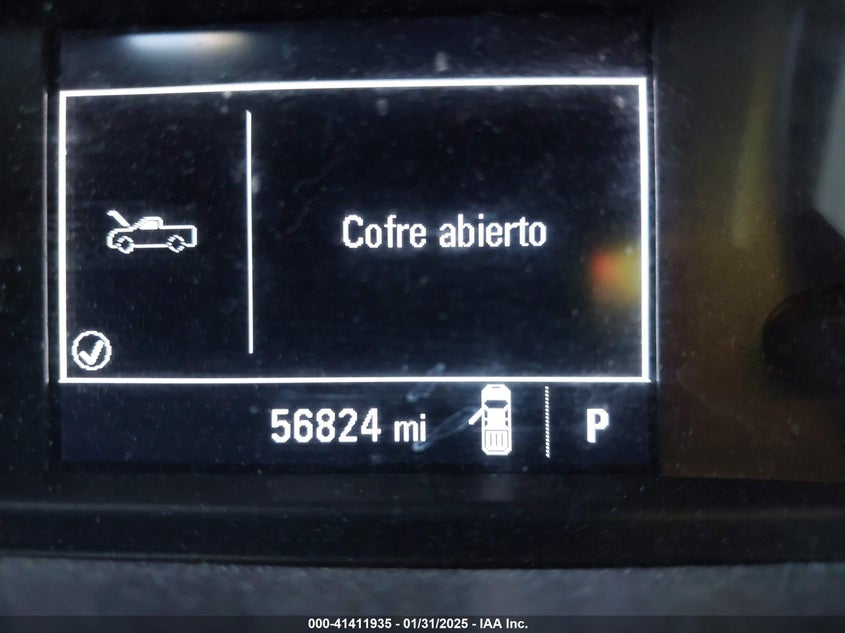 Cofre abierto
56824 mi P
000-41411935 - 01/31/2025 - IAA Inc.